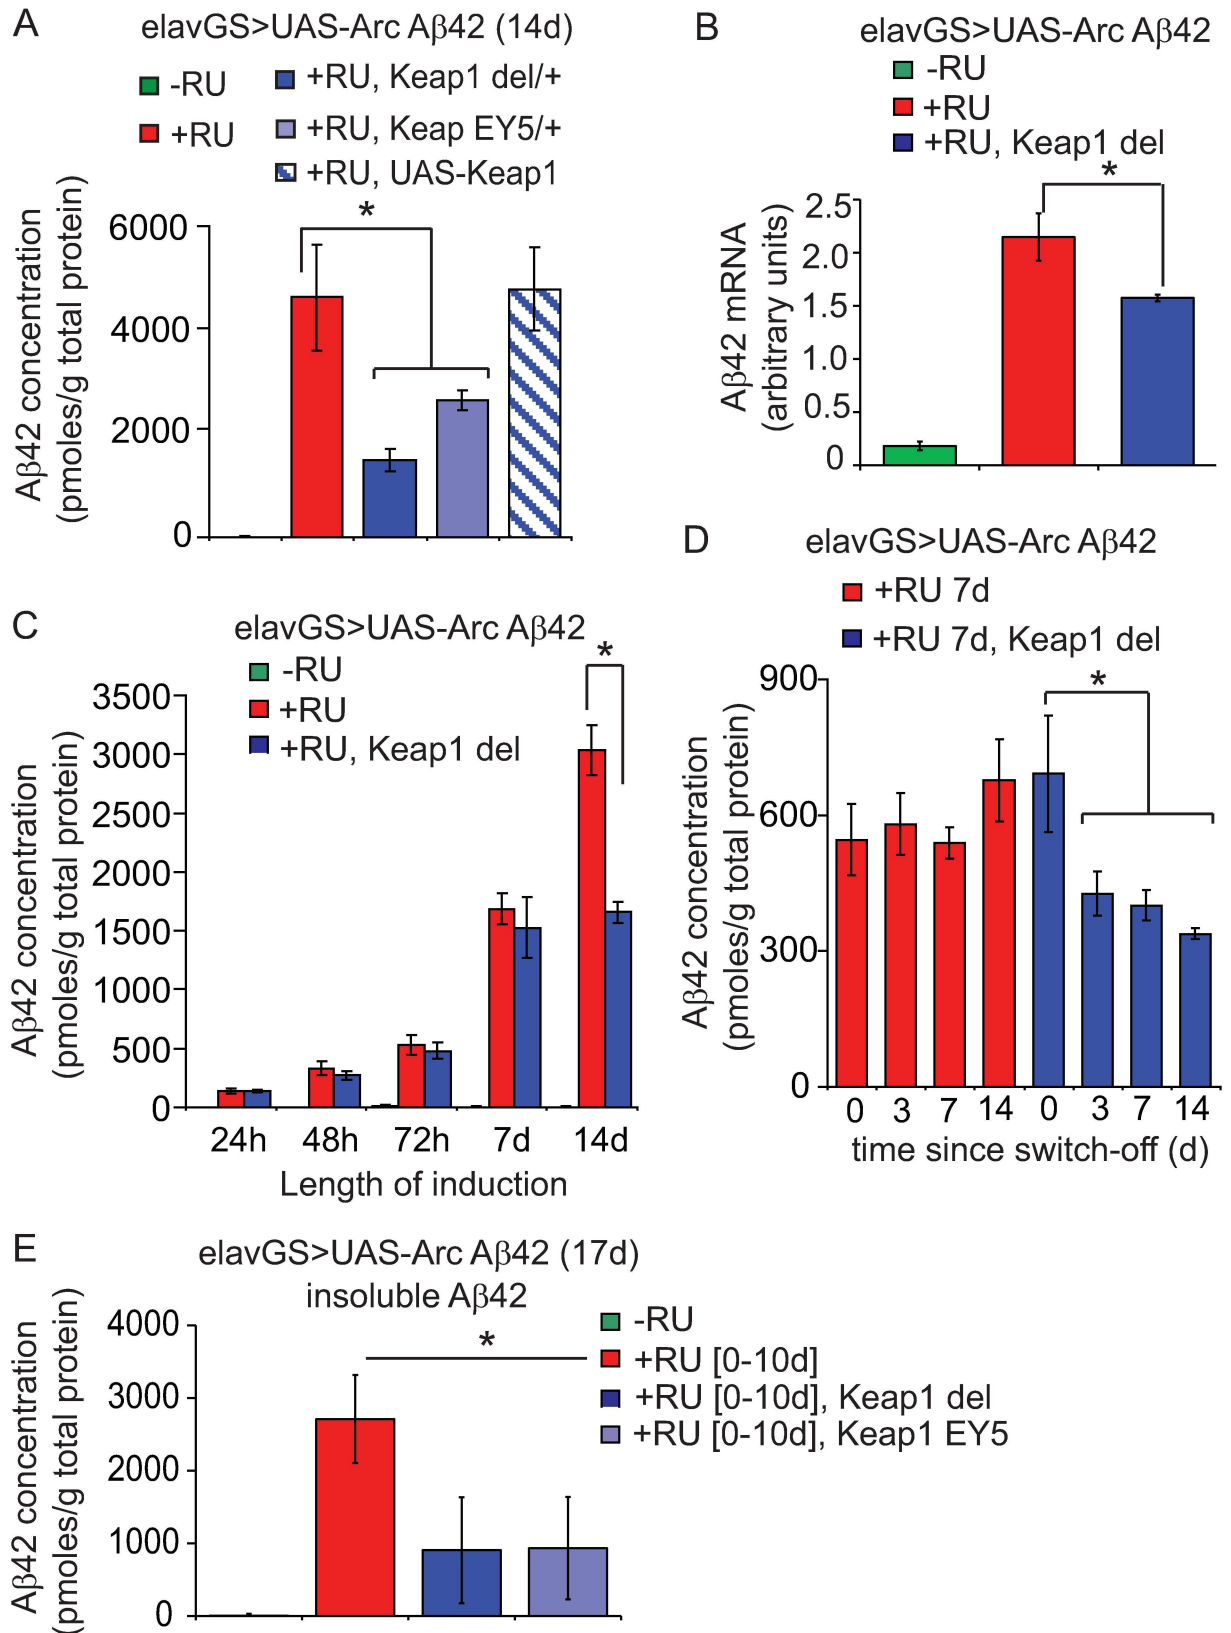 A
elavGS>UAS-Arc Aβ42 (14d)
-RU
+RU
+RU, Keap1 del/+
+RU, Keap EY5/+
+RU, UAS-Keap1
Aβ42 concentration
(pmoles/g total protein)
6000
4000
2000
0
*
B
elavGS>UAS-Arc Aβ42
-RU
+RU
+RU, Keap1 del
*
Aβ42 mRNA
(arbitrary units)
2.5
2.0
1.5
1.0
0.5
0
C
elavGS>UAS-Arc Aβ42
-RU
+RU
+RU, Keap1 del
*
Aβ42 concentration
(pmoles/g total protein)
3500
3000
2500
2000
1500
1000
500
0
24h 48h 72h 7d 14d
Length of induction
D
elavGS>UAS-Arc Aβ42
+RU 7d
+RU 7d, Keap1 del
*
Aβ42 concentration
(pmoles/g total protein)
900
600
300
0
0 3 7 14 0 3 7 14
time since switch-off (d)
E
elavGS>UAS-Arc Aβ42 (17d)
insoluble Aβ42
-RU
+RU [0-10d]
+RU [0-10d], Keap1 del
+RU [0-10d], Keap1 EY5
*
Aβ42 concentration
(pmoles/g total protein)
4000
3000
2000
1000
0